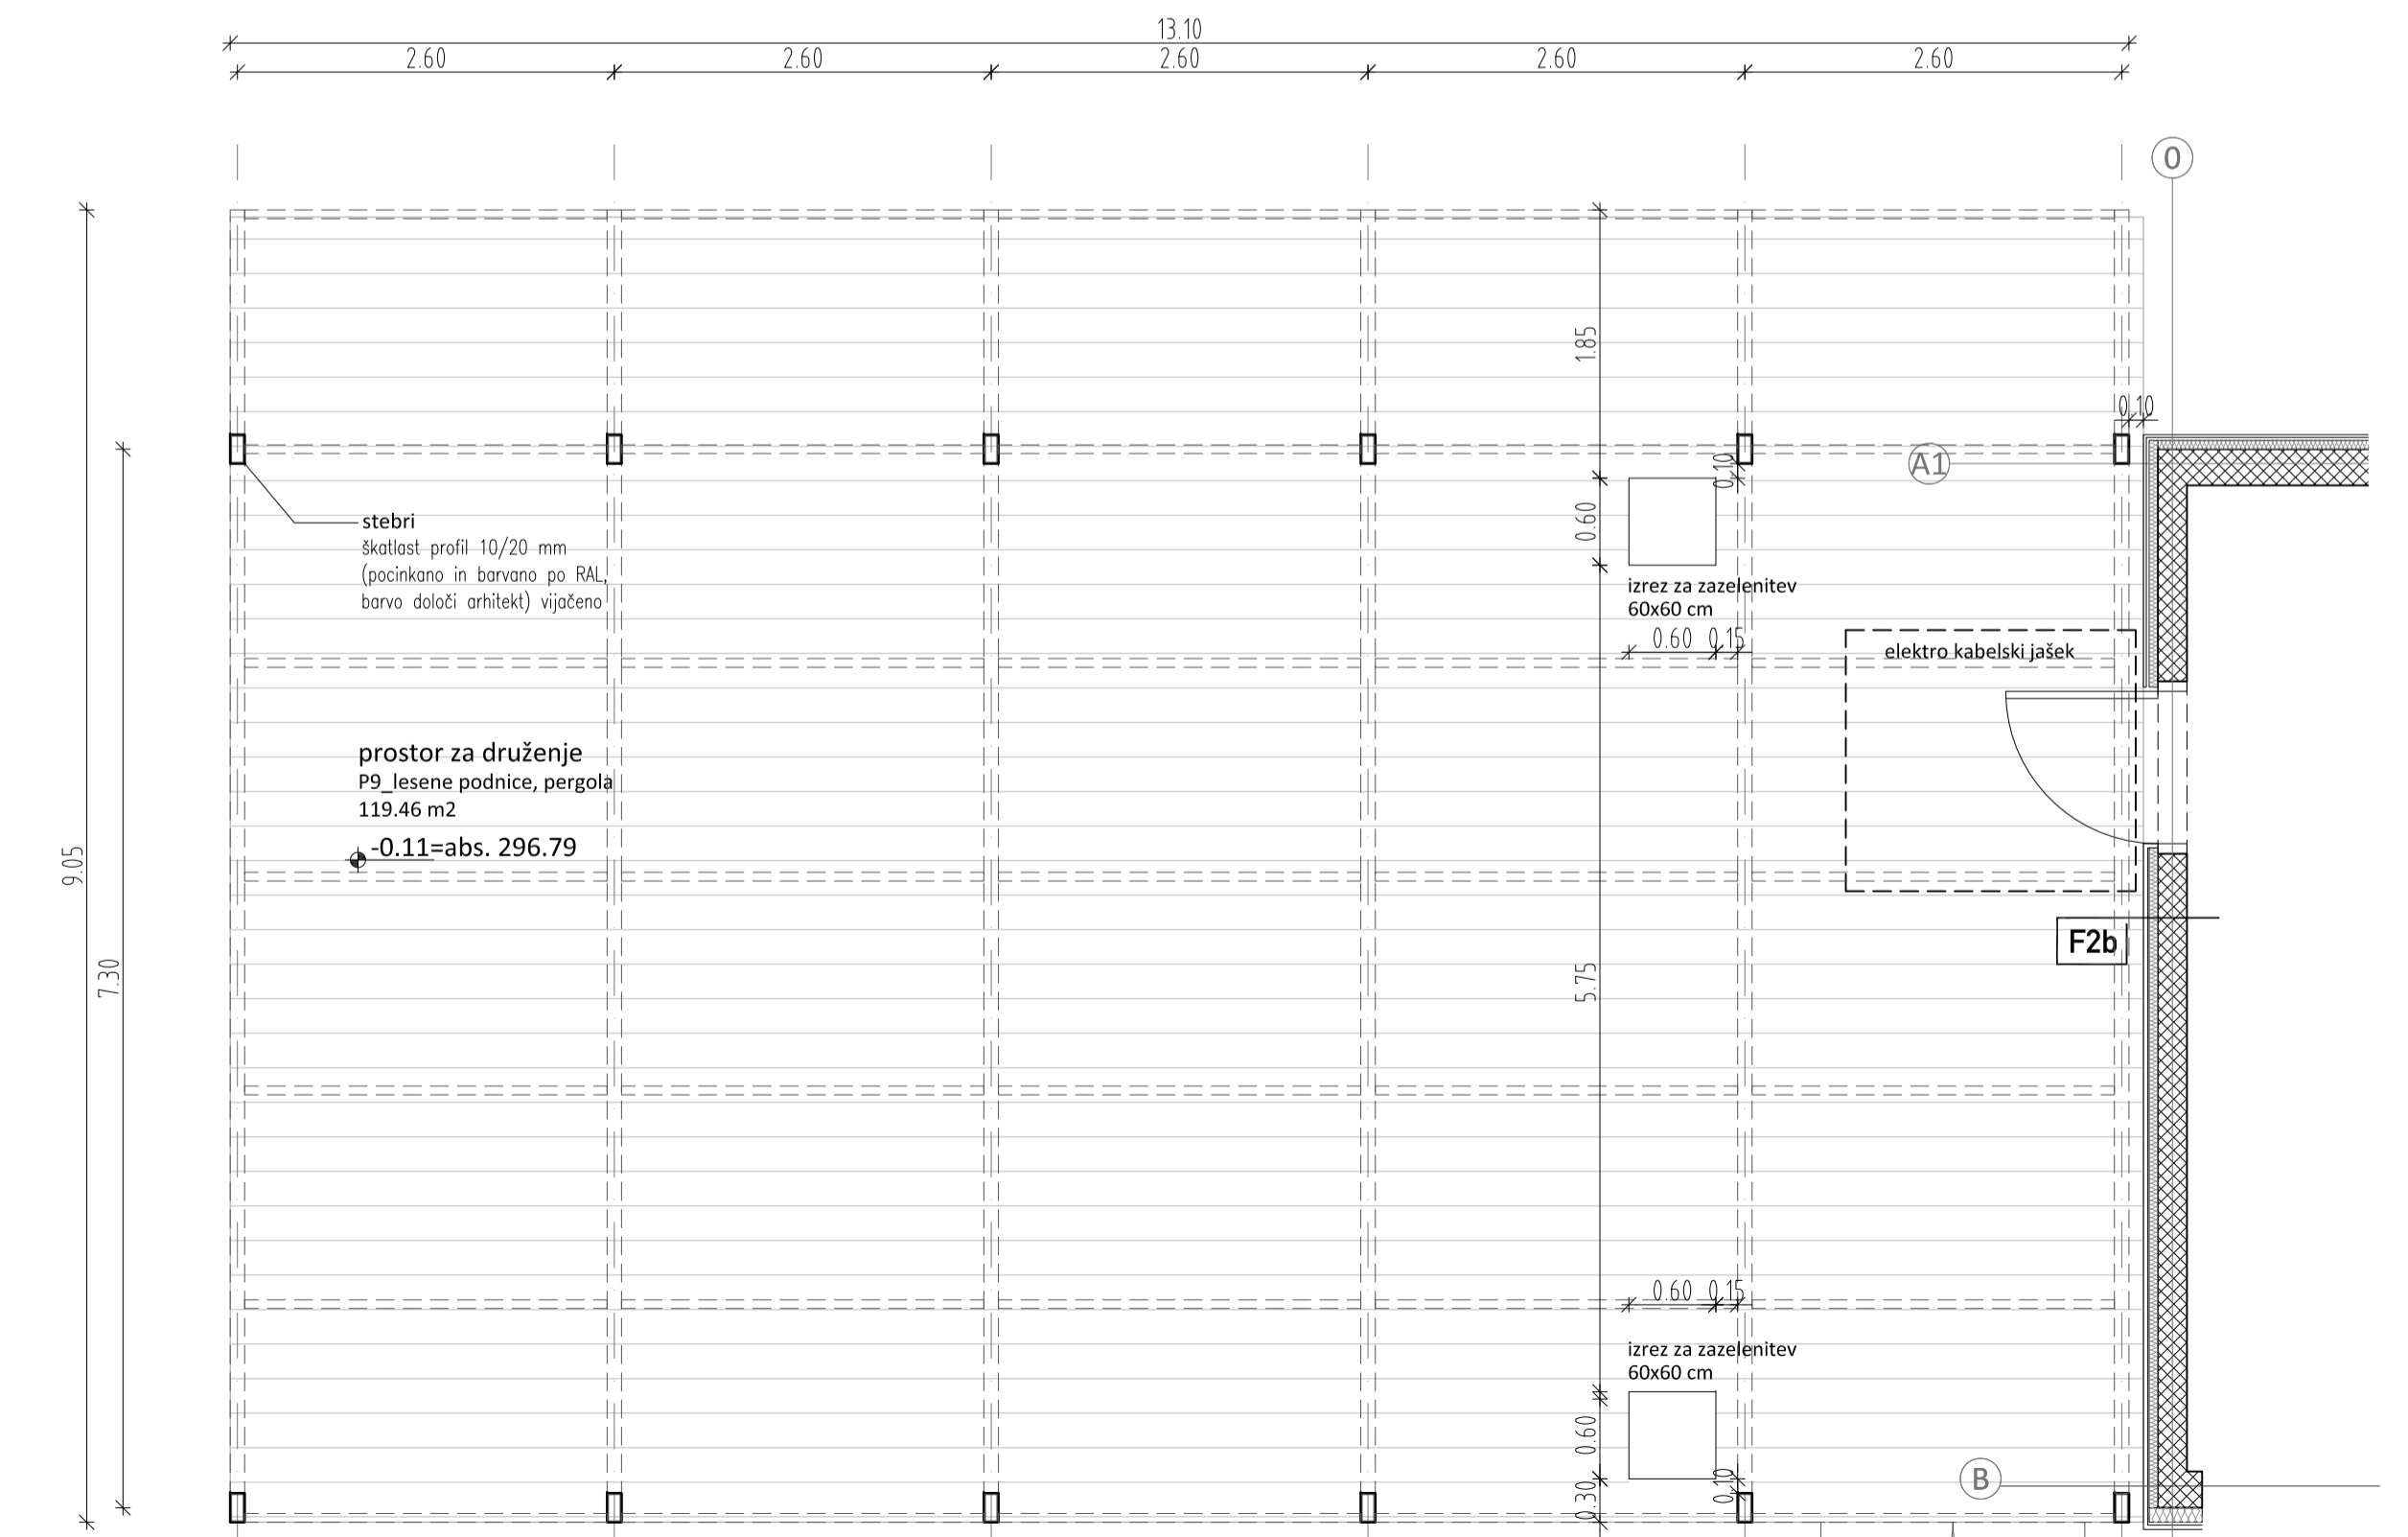 13.10
2.60 2.60 2.60 2.60 2.60
0
1.85
0.10
A1
0.10
0.60
stebri
škatlast profil 10/20 mm
(pocinkano in barvano po RAL,
barvo določi arhitekt) vijačeno
izrez za zazelenitev
60x60 cm
0.60 0.15
elektro kabelski jašek
prostor za druženje
P9_lesene podnice, pergola
119.46 m2
-0.11=abs. 296.79
9.05
7.30
F2b
5.75
0.60 0.15
izrez za zazelenitev
60x60 cm
0.60
B
0.10
0.30